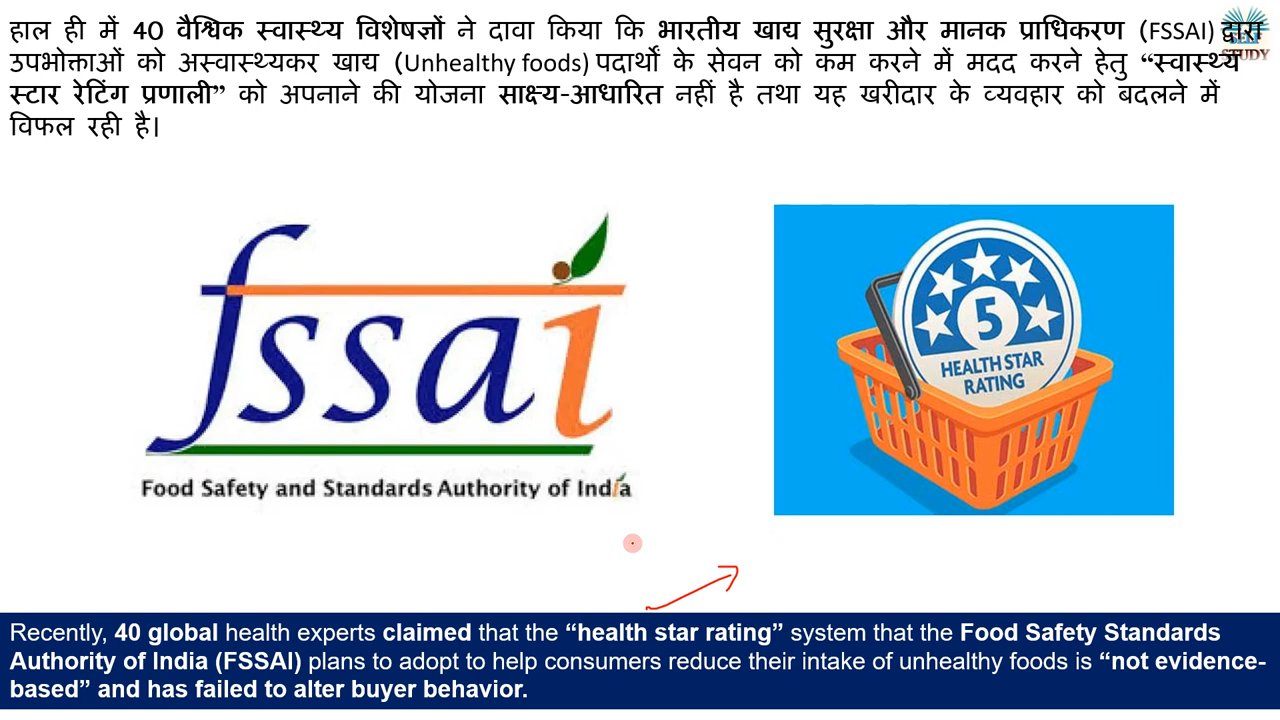 हाल ही में 40 वैश्विक स्वास्थ्य विशेषज्ञों ने दावा किया कि भारतीय खाद्य सुरक्षा और मानक प्राधिकरण (FSSAI) द्वारा
उपभोक्ताओं को अस्वास्थ्यकर खाद्य (Unhealthy foods) पदार्थों के सेवन को कम करने में मदद करने हेतु “स्वास्थ्य
स्टार रेटिंग प्रणाली” को अपनाने की योजना साक्ष्य-आधारित नहीं है तथा यह खरीदार के व्यवहार को बदलने में
विफल रही है।
SELF
STUDY
fssai
Food Safety and Standards Authority of India
5
HEALTH STAR
RATING
Recently, 40 global health experts claimed that the “health star rating” system that the Food Safety Standards
Authority of India (FSSAI) plans to adopt to help consumers reduce their intake of unhealthy foods is “not evidence-
based” and has failed to alter buyer behavior.